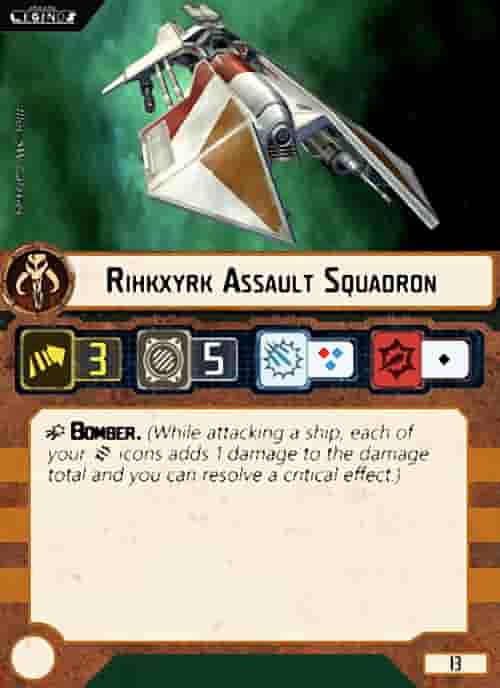 LEGENDS
RIHKXYRK ASSAULT SQUADRON
3 5
BOMBER. (While attacking a ship, each of
your icons adds 1 damage to the damage
total and you can resolve a critical effect.)
13